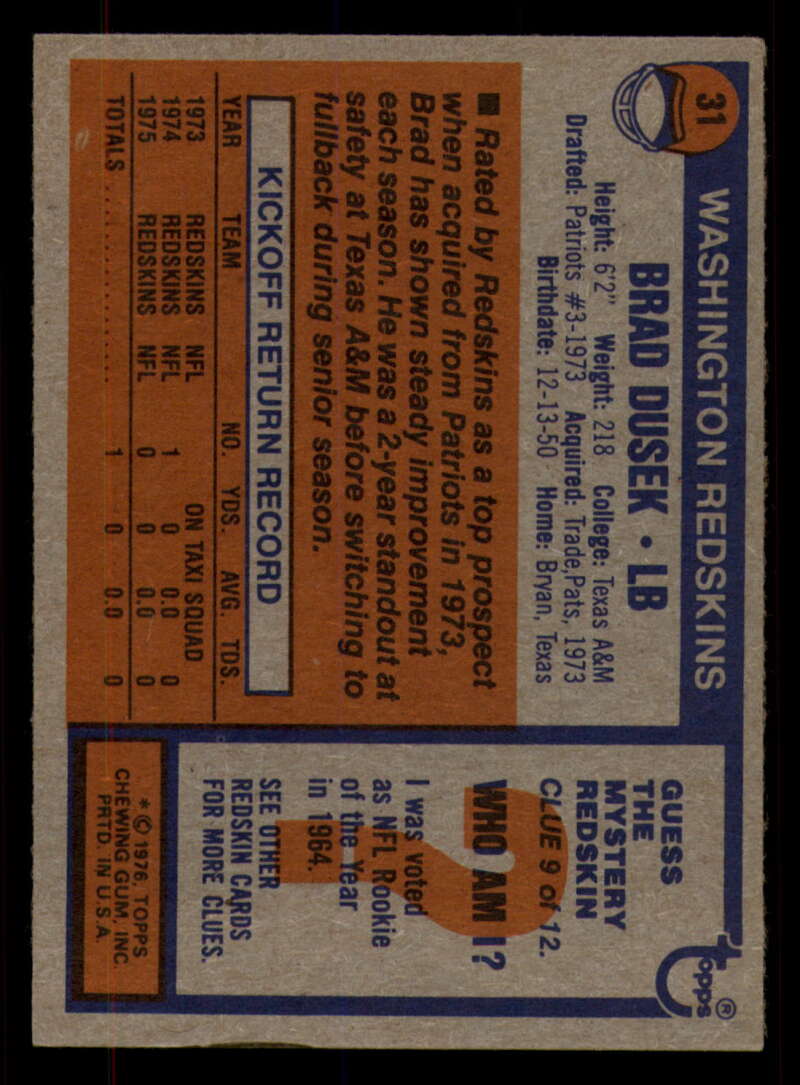 31
WASHINGTON REDSKINS
BRAD DUSEK • LB
Height: 6'2" Weight: 218 College: Texas A&M
Drafted: Patriots #3-1973 Acquired: Trade,Pats, 1973
Birthdate: 12-13-50 Home: Bryan, Texas
■ Rated by Redskins as a top prospect
when acquired from Patriots in 1973,
Brad has shown steady improvement
each season. He was a 2-year standout at
safety at Texas A&M before switching to
fullback during senior season.
KICKOFF RETURN RECORD
YEAR TEAM NO. YDS. AVG. TDS.
1973 REDSKINS NFL ON TAXI SQUAD
1974 REDSKINS NFL 1 0 0.0 0
1975 REDSKINS NFL 0 0 0.0 0
TOTALS . . . . . . . . . . . . . . . . . . . 1 0 0.0 0
topps®
GUESS
THE
MYSTERY
REDSKIN
CLUE 9 of 12.
?
WHO AM I?
I was voted
as NFL Rookie
of the Year
in 1964.
SEE OTHER
REDSKIN CARDS
FOR MORE CLUES.
* © 1976, TOPPS
CHEWING GUM, INC.
PRTD. IN U.S.A.